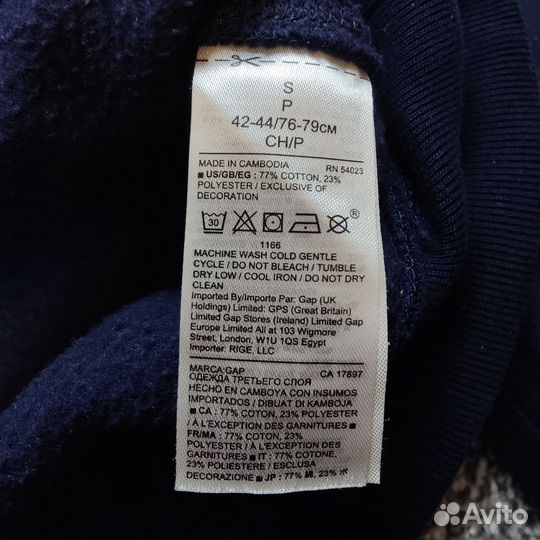 S
P
42-44/76-79см
CH/P
MADE IN CAMBODIA RN 54023
■ US/GB/EG : 77% COTTON, 23%
POLYESTER / EXCLUSIVE OF
DECORATION
30 ®
1166
MACHINE WASH COLD GENTLE
CYCLE / DO NOT BLEACH / TUMBLE
DRY LOW / COOL IRON / DO NOT DRY
CLEAN
Imported By/Importe Par: Gap (UK
Holdings) Limited: GPS (Great Britain)
Limited Gap Stores (Ireland) Limited Gap
Europe Limited All at 103 Wigmore
Street, London, W1U 1QS Egypt
Importer: RIGE, LLC
MARCA:GAP CA 17897
ОДЕЖДА ТРЕТЬЕГО СЛОЯ
HECHO EN CAMBOYA CON INSUMOS
IMPORTADOS / DIBUAT DI KAMBOJA
■ CA : 77% COTON, 23% POLYESTER
/ À L'EXCEPTION DES GARNITURES ■
FR/MA : 77% COTON, 23% POLYESTER
/ À L'EXCEPTION DES
GARNITURES ■ IT : 77% COTONE,
23% POLIESTERE / ESCLUSA
DECORAZIONE ■ JP : 77% 綿, 23% ポ
Avito